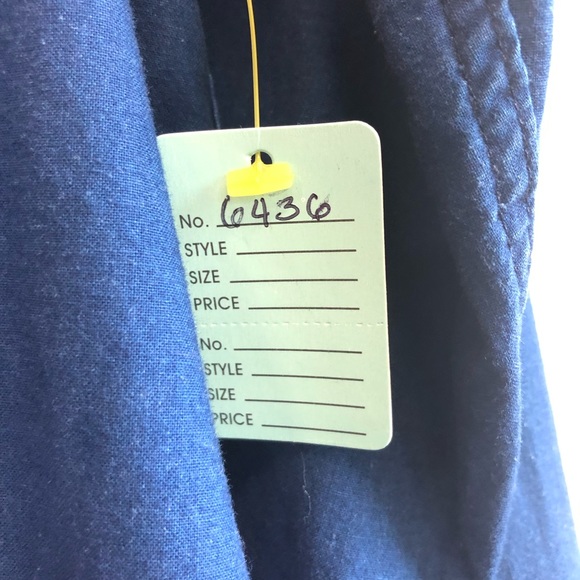 No. 6436
STYLE
SIZE
PRICE
No.
STYLE
SIZE
PRICE